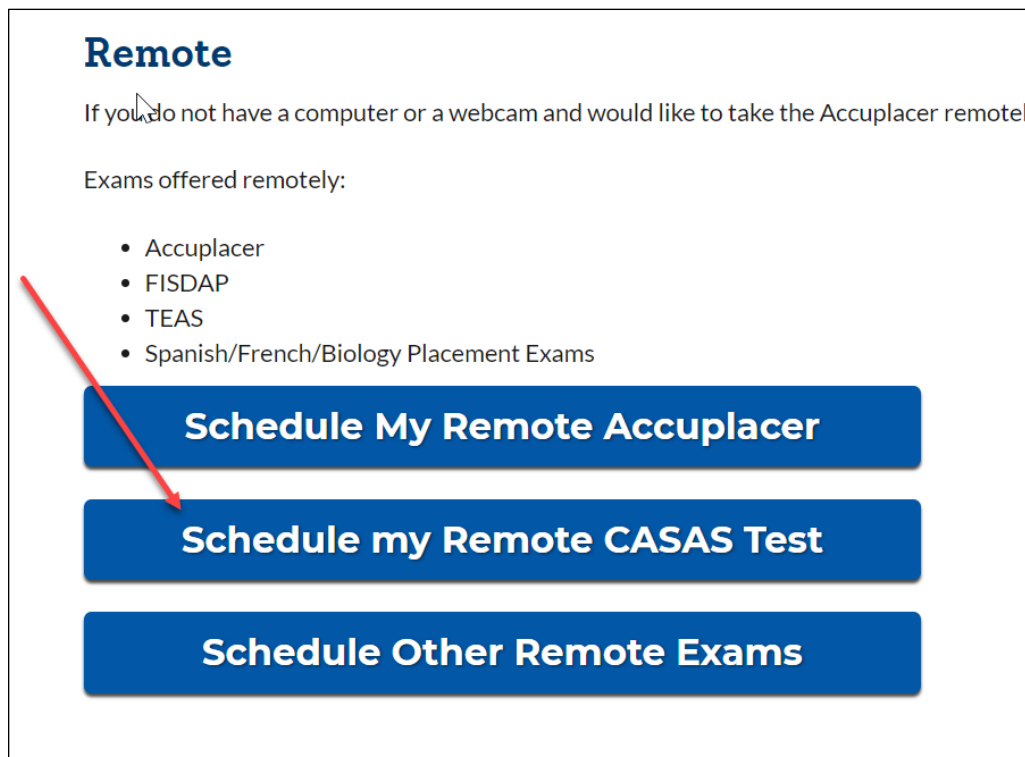 Remote
If you do not have a computer or a webcam and would like to take the Accuplacer remotel
Exams offered remotely:
• Accuplacer
• FISDAP
• TEAS
• Spanish/French/Biology Placement Exams
Schedule My Remote Accuplacer
Schedule my Remote CASAS Test
Schedule Other Remote Exams